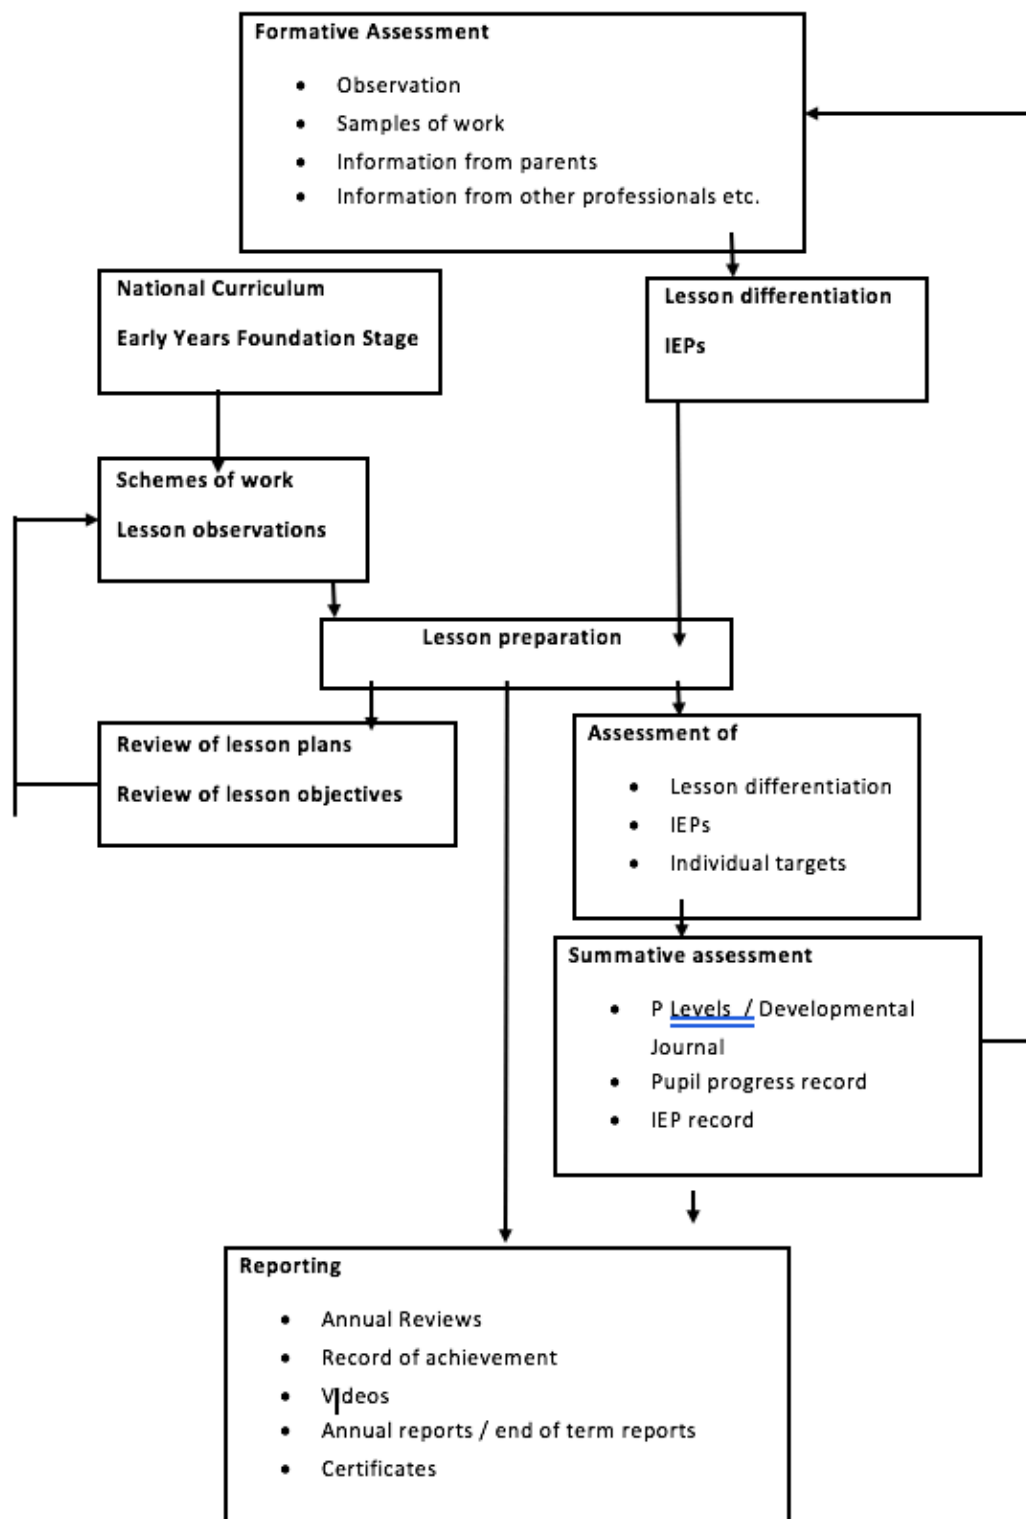 Formative Assessment
• Observation
• Samples of work
• Information from parents
• Information from other professionals etc.
National Curriculum
Early Years Foundation Stage
Lesson differentiation
IEPs
Schemes of work
Lesson observations
Lesson preparation
Review of lesson plans
Review of lesson objectives
Assessment of
• Lesson differentiation
• IEPs
• Individual targets
Summative assessment
• P Levels / Developmental
Journal
• Pupil progress record
• IEP record
Reporting
• Annual Reviews
• Record of achievement
• Videos
• Annual reports / end of term reports
• Certificates